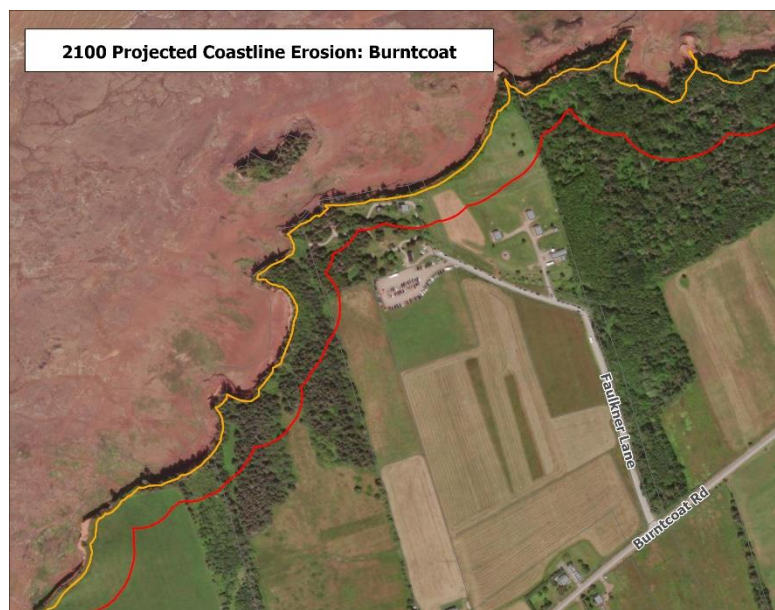 2100 Projected Coastline Erosion: Burntcoat
Faulkner Lane
Burntcoat Rd